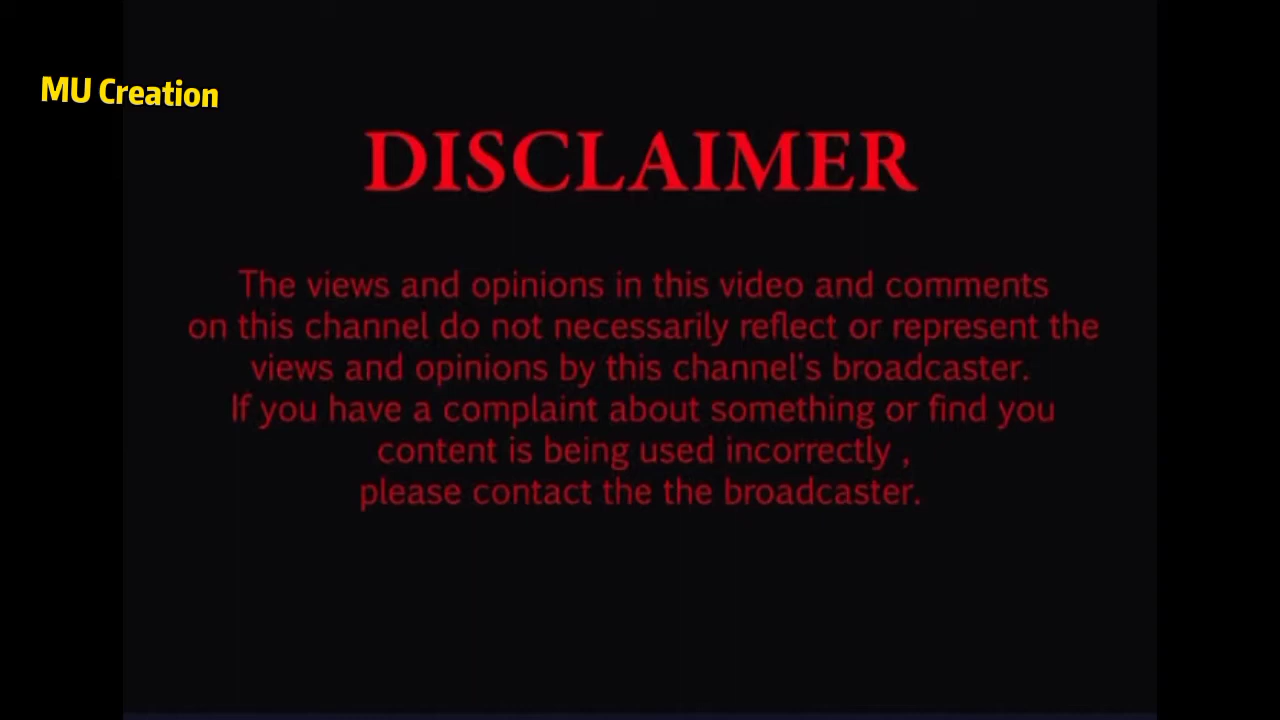 MU Creation
DISCLAIMER
The views and opinions in this video and comments
on this channel do not necessarily reflect or represent the
views and opinions by this channel's broadcaster.
If you have a complaint about something or find you
content is being used incorrectly ,
please contact the the broadcaster.